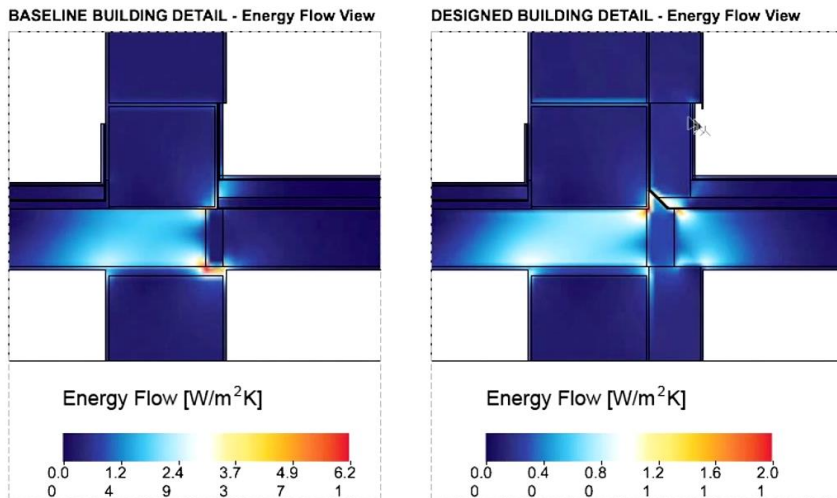 BASELINE BUILDING DETAIL - Energy Flow View
Energy Flow [W/m²K]
0.0 1.2 2.4 3.7 4.9 6.2
0 4 9 3 7 1
DESIGNED BUILDING DETAIL - Energy Flow View
Energy Flow [W/m²K]
0.0 0.4 0.8 1.2 1.6 2.0
0 0 0 1 1 1